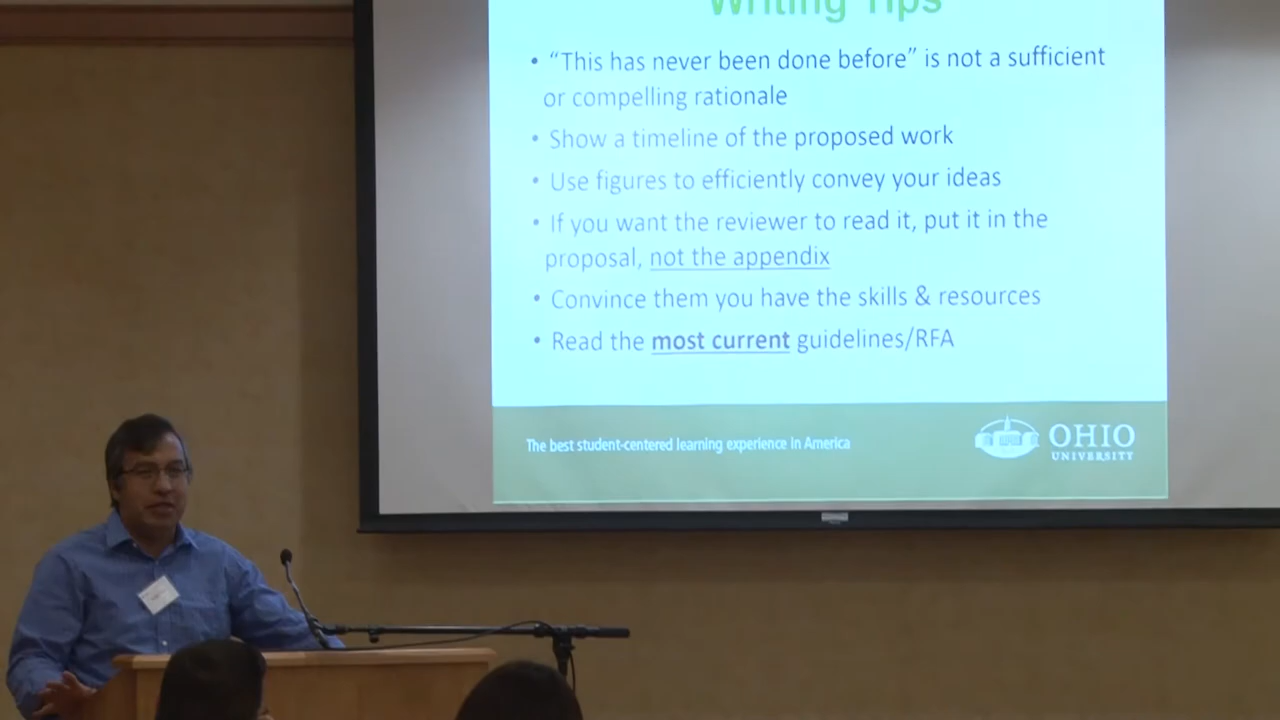 Writing Tips
• “This has never been done before” is not a sufficient
or compelling rationale
• Show a timeline of the proposed work
• Use figures to efficiently convey your ideas
• If you want the reviewer to read it, put it in the
proposal, not the appendix
• Convince them you have the skills & resources
• Read the most current guidelines/RFA
The best student-centered learning experience in America
OHIO
UNIVERSITY